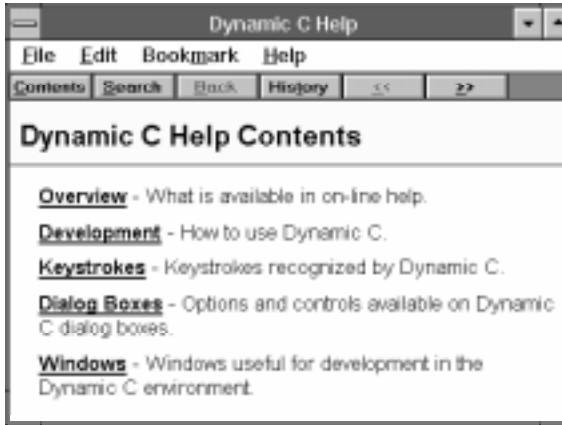 Dynamic C Help
File Edit Bookmark Help
Contents Search Back History << >>
Dynamic C Help Contents
Overview - What is available in on-line help.
Development - How to use Dynamic C.
Keystrokes - Keystrokes recognized by Dynamic C.
Dialog Boxes - Options and controls available on Dynamic
C dialog boxes.
Windows - Windows useful for development in the
Dynamic C environment.